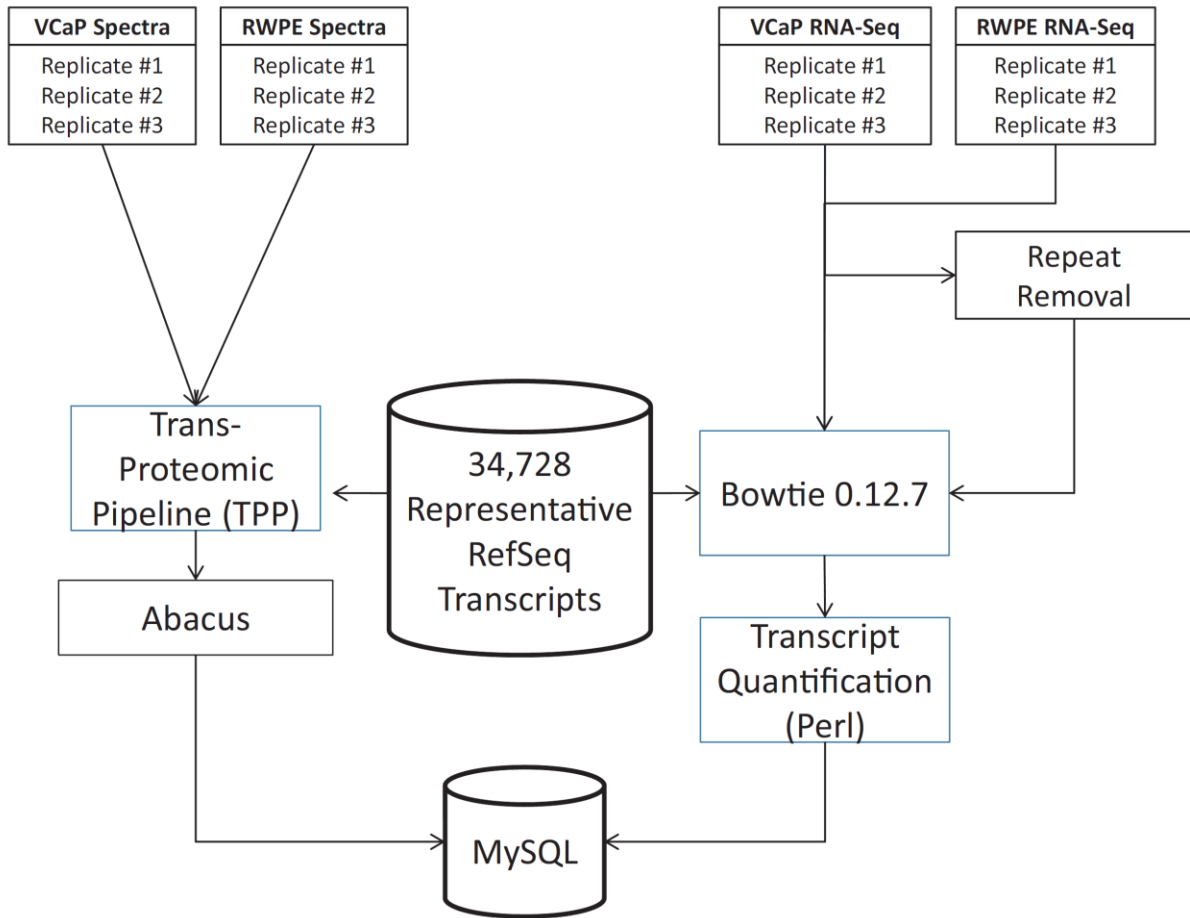 VCaP Spectra
Replicate #1
Replicate #2
Replicate #3
RWPE Spectra
Replicate #1
Replicate #2
Replicate #3
VCaP RNA-Seq
Replicate #1
Replicate #2
Replicate #3
RWPE RNA-Seq
Replicate #1
Replicate #2
Replicate #3
Repeat
Removal
Trans-
Proteomic
Pipeline (TPP)
34,728
Representative
RefSeq
Transcripts
Bowtie 0.12.7
Abacus
Transcript
Quantification
(Perl)
MySQL